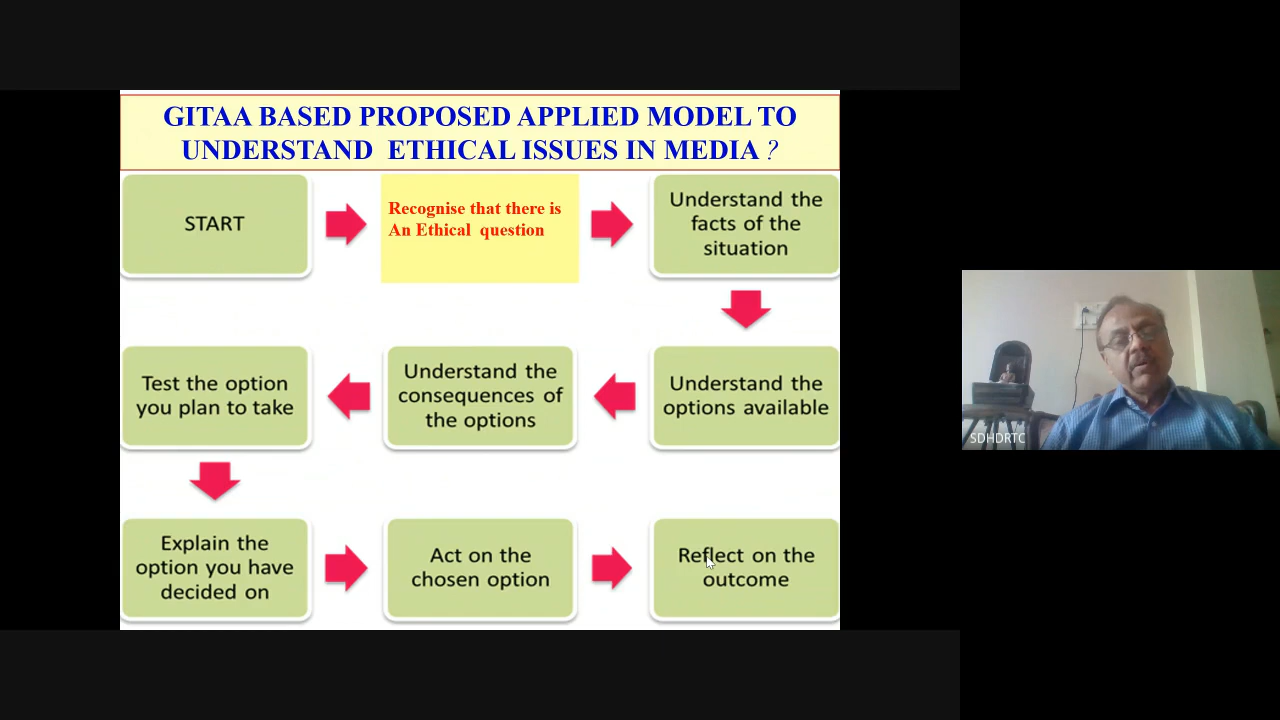 GITAA BASED PROPOSED APPLIED MODEL TO
UNDERSTAND ETHICAL ISSUES IN MEDIA ?
START
Recognise that there is
An Ethical question
Understand the
facts of the
situation
Understand the
options available
Understand the
consequences of
the options
Test the option
you plan to take
Explain the
option you have
decided on
Act on the
chosen option
Reflect on the
outcome
SDHDRTC